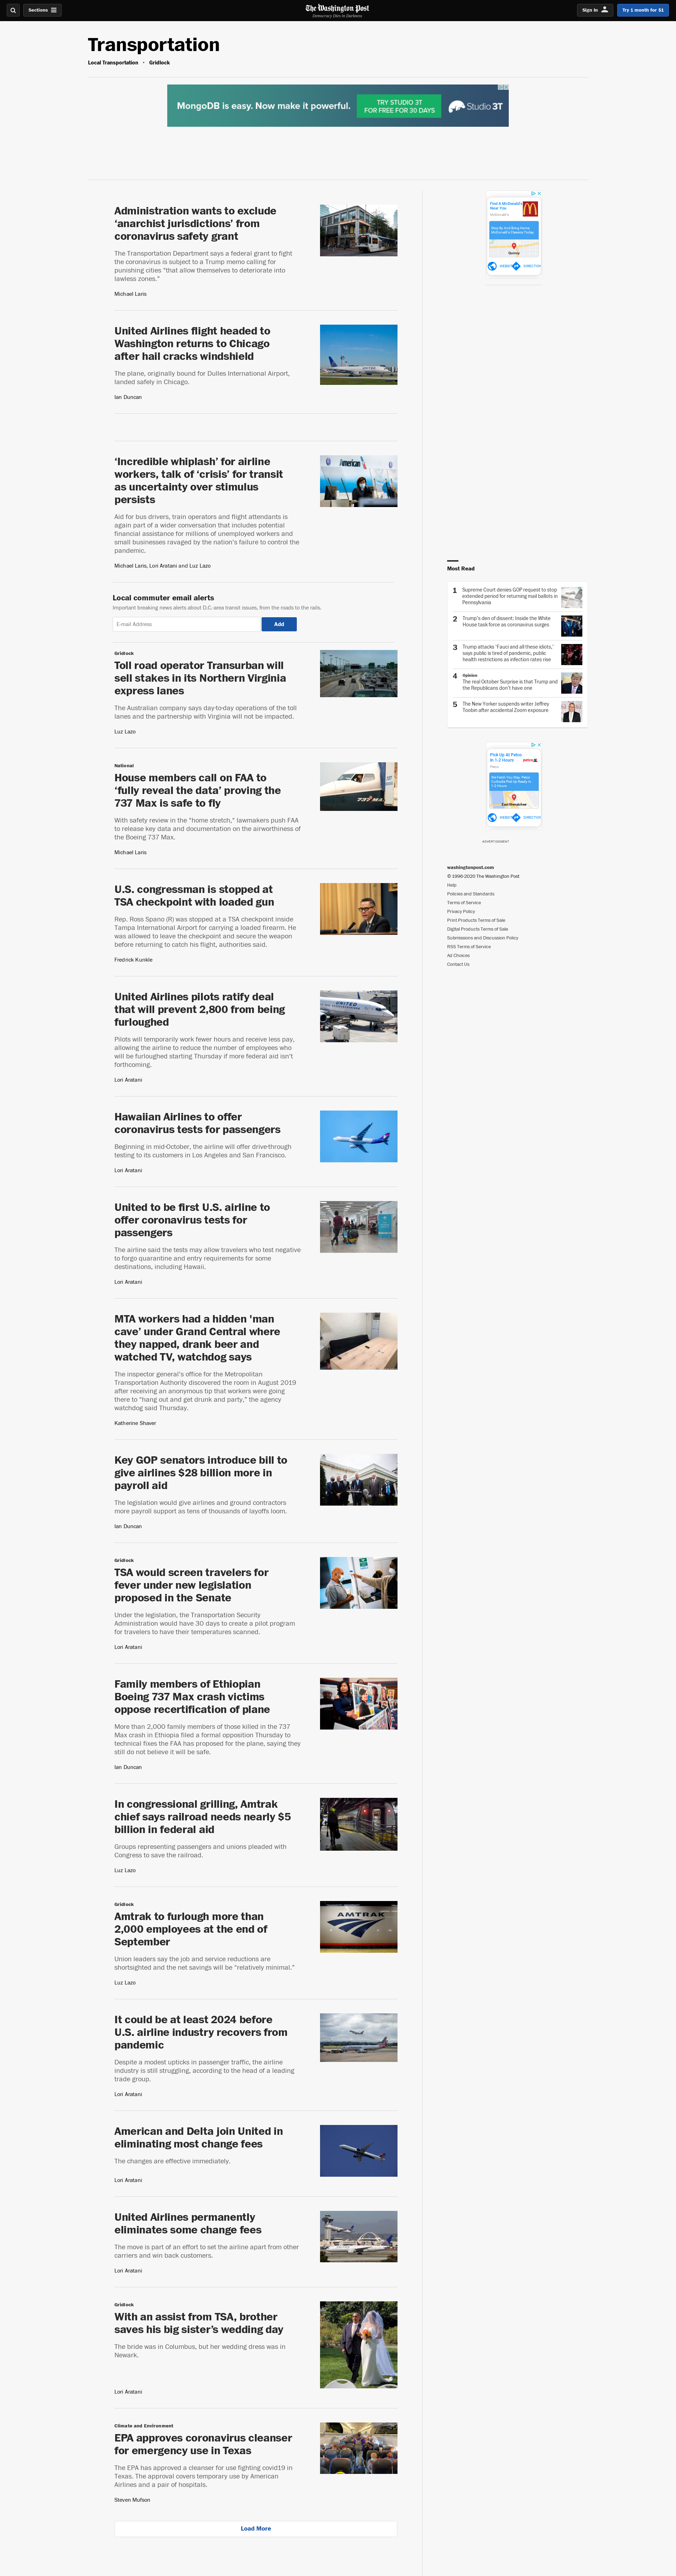 Sections
The Washington Post
Democracy Dies in Darkness
Sign In
Try 1 month for $1
Transportation
Local Transportation • Gridlock
MongoDB is easy. Now make it powerful.
TRY STUDIO 3T
FOR FREE FOR 30 DAYS
Studio 3T
Administration wants to exclude
‘anarchist jurisdictions’ from
coronavirus safety grant
The Transportation Department says a federal grant to fight
the coronavirus is subject to a Trump memo calling for
punishing cities "that allow themselves to deteriorate into
lawless zones."
Michael Laris
United Airlines flight headed to
Washington returns to Chicago
after hail cracks windshield
The plane, originally bound for Dulles International Airport,
landed safely in Chicago.
Ian Duncan
‘Incredible whiplash’ for airline
workers, talk of ‘crisis’ for transit
as uncertainty over stimulus
persists
Aid for bus drivers, train operators and flight attendants is
again part of a wider conversation that includes potential
financial assistance for millions of unemployed workers and
small businesses ravaged by the nation's failure to control the
pandemic.
Michael Laris, Lori Aratani and Luz Lazo
American
Local commuter email alerts
Important breaking news alerts about D.C. area transit issues, from the roads to the rails.
E-mail Address
Add
Gridlock
Toll road operator Transurban will
sell stakes in its Northern Virginia
express lanes
The Australian company says day-to-day operations of the toll
lanes and the partnership with Virginia will not be impacted.
Luz Lazo
National
House members call on FAA to
‘fully reveal the data’ proving the
737 Max is safe to fly
With safety review in the "home stretch," lawmakers push FAA
to release key data and documentation on the airworthiness of
the Boeing 737 Max.
Michael Laris
737 MAX
U.S. congressman is stopped at
TSA checkpoint with loaded gun
Rep. Ross Spano (R) was stopped at a TSA checkpoint inside
Tampa International Airport for carrying a loaded firearm. He
was allowed to leave the checkpoint and secure the weapon
before returning to catch his flight, authorities said.
Fredrick Kunkle
United Airlines pilots ratify deal
that will prevent 2,800 from being
furloughed
Pilots will temporarily work fewer hours and receive less pay,
allowing the airline to reduce the number of employees who
will be furloughed starting Thursday if more federal aid isn't
forthcoming.
Lori Aratani
UNITED
Hawaiian Airlines to offer
coronavirus tests for passengers
Beginning in mid-October, the airline will offer drive-through
testing to its customers in Los Angeles and San Francisco.
Lori Aratani
United to be first U.S. airline to
offer coronavirus tests for
passengers
The airline said the tests may allow travelers who test negative
to forgo quarantine and entry requirements for some
destinations, including Hawaii.
Lori Aratani
MTA workers had a hidden 'man
cave' under Grand Central where
they napped, drank beer and
watched TV, watchdog says
The inspector general's office for the Metropolitan
Transportation Authority discovered the room in August 2019
after receiving an anonymous tip that workers were going
there to "hang out and get drunk and party," the agency
watchdog said Thursday.
Katherine Shaver
Key GOP senators introduce bill to
give airlines $28 billion more in
payroll aid
The legislation would give airlines and ground contractors
more payroll support as tens of thousands of layoffs loom.
Ian Duncan
Gridlock
TSA would screen travelers for
fever under new legislation
proposed in the Senate
Under the legislation, the Transportation Security
Administration would have 30 days to create a pilot program
for travelers to have their temperatures scanned.
Lori Aratani
Family members of Ethiopian
Boeing 737 Max crash victims
oppose recertification of plane
More than 2,000 family members of those killed in the 737
Max crash in Ethiopia filed a formal opposition Thursday to
technical fixes the FAA has proposed for the plane, saying they
still do not believe it will be safe.
Ian Duncan
In congressional grilling, Amtrak
chief says railroad needs nearly $5
billion in federal aid
Groups representing passengers and unions pleaded with
Congress to save the railroad.
Luz Lazo
Gridlock
Amtrak to furlough more than
2,000 employees at the end of
September
Union leaders say the job and service reductions are
shortsighted and the net savings will be "relatively minimal."
Luz Lazo
AMTRAK
It could be at least 2024 before
U.S. airline industry recovers from
pandemic
Despite a modest upticks in passenger traffic, the airline
industry is still struggling, according to the head of a leading
trade group.
Lori Aratani
American and Delta join United in
eliminating most change fees
The changes are effective immediately.
Lori Aratani
United Airlines permanently
eliminates some change fees
The move is part of an effort to set the airline apart from other
carriers and win back customers.
Lori Aratani
Gridlock
With an assist from TSA, brother
saves his big sister’s wedding day
The bride was in Columbus, but her wedding dress was in
Newark.
Lori Aratani
Climate and Environment
EPA approves coronavirus cleanser
for emergency use in Texas
The EPA has approved a cleanser for use fighting covid19 in
Texas. The approval covers temporary use by American
Airlines and a pair of hospitals.
Steven Mufson
Load More
Find A McDonald's
Near You
McDonald's
Stop By And Bring Home
McDonald's Classics Today.
Quincy
WEBSITE
DIRECTIONS
Most Read
1 Supreme Court denies GOP request to stop
extended period for returning mail ballots in
Pennsylvania
2 Trump’s den of dissent: Inside the White
House task force as coronavirus surges
3 Trump attacks ‘Fauci and all these idiots,’
says public is tired of pandemic, public
health restrictions as infection rates rise
4 Opinion
The real October Surprise is that Trump and
the Republicans don’t have one
5 The New Yorker suspends writer Jeffrey
Toobin after accidental Zoom exposure
Pick Up At Petco
In 1-2 Hours
Petco
petco
East Wenatchee
WEBSITE
DIRECTIONS
ADVERTISEMENT
washingtonpost.com
© 1996-2020 The Washington Post
Help
Policies and Standards
Terms of Service
Privacy Policy
Print Products Terms of Sale
Digital Products Terms of Sale
Submissions and Discussion Policy
RSS Terms of Service
Ad Choices
Contact Us